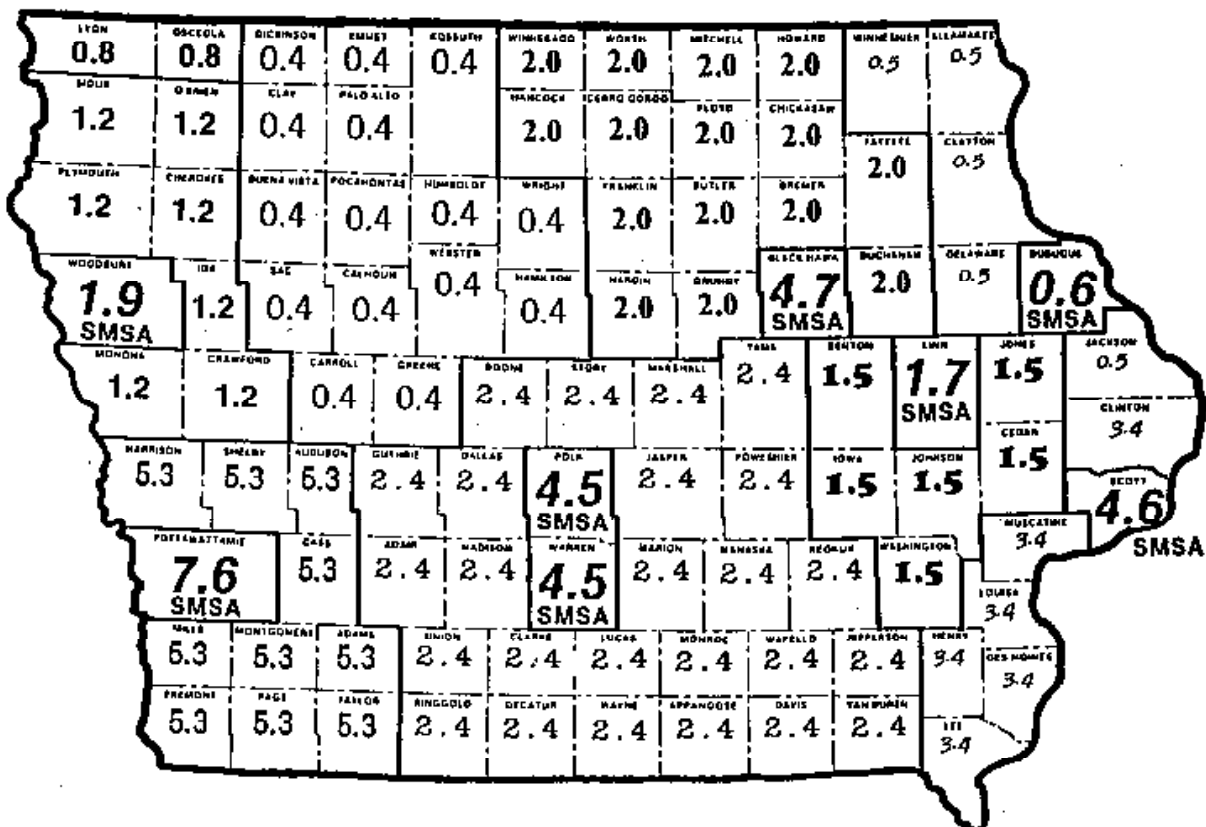 LYON OSCEOLA DICKINSON EMMET KOSSUTH WINNEBAGO WORTH MITCHELL HOWARD WINNESHIEK ALLAMAKEE
0.8 0.8 0.4 0.4 0.4 2.0 2.0 2.0 2.0 0.5 0.5
SIOUX O'BRIEN CLAY PALO ALTO HANCOCK CERRO GORDO FLOYD CHICKASAW
1.2 1.2 0.4 0.4 2.0 2.0 2.0 2.0
FAYETTE CLAYTON
2.0 0.5
PLYMOUTH CHEROKEE BUENA VISTA POCAHONTAS HUMBOLDT WRIGHT FRANKLIN BUTLER BREMER
1.2 1.2 0.4 0.4 0.4 0.4 2.0 2.0 2.0
WOODBURY IDA SAC CALHOUN WEBSTER HAMILTON HARDIN GRUNDY BLACK HAWK BUCHANAN DELAWARE DUBUQUE
1.9 1.2 0.4 0.4 0.4 0.4 2.0 2.0 4.7 2.0 0.5 0.6
SMSA SMSA SMSA
MONONA CRAWFORD CARROLL GREENE BOONE STORY MARSHALL TAMA BENTON LINN JONES JACKSON
1.2 1.2 0.4 0.4 2.4 2.4 2.4 2.4 1.5 1.7 1.5 0.5
SMSA
CLINTON
3.4
HARRISON SHELBY AUDUBON GUTHRIE DALLAS POLK JASPER POWESHIEK IOWA JOHNSON CEDAR
5.3 5.3 5.3 2.4 2.4 4.5 2.4 2.4 1.5 1.5 1.5
SMSA
SCOTT
4.6
SMSA
MUSCATINE
3.4
POTTAWATTAMIE CASS ADAIR MADISON WARREN MARION MAHASKA KEOKUK WASHINGTON
7.6 5.3 2.4 2.4 4.5 2.4 2.4 2.4 1.5
SMSA SMSA
LOUISA
3.4
MILLS MONTGOMERY ADAMS UNION CLARKE LUCAS MONROE WAPELLO JEFFERSON HENRY DES MOINES
5.3 5.3 5.3 2.4 2.4 2.4 2.4 2.4 2.4 3.4 3.4
FREMONT PAGE TAYLOR RINGGOLD DECATUR WAYNE APPANOOSE DAVIS VAN BUREN LEE
5.3 5.3 5.3 2.4 2.4 2.4 2.4 2.4 2.4 3.4